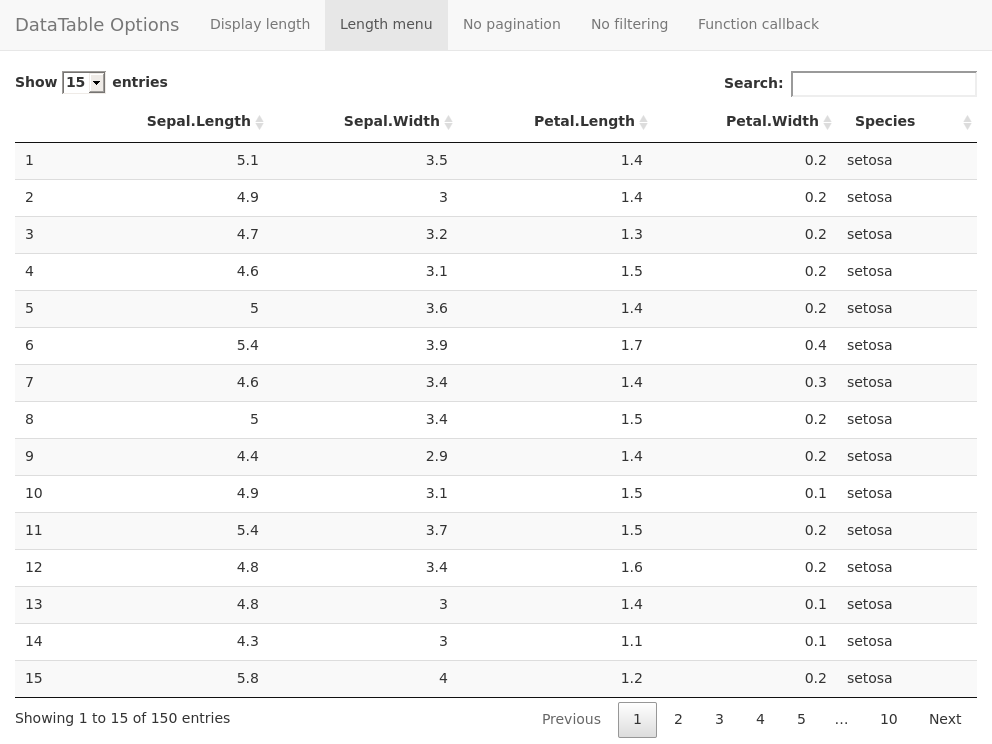 DataTable Options Display length Length menu No pagination No filtering Function callback
Show 15 entries Search:
Sepal.Length Sepal.Width Petal.Length Petal.Width Species
1 5.1 3.5 1.4 0.2 setosa
2 4.9 3 1.4 0.2 setosa
3 4.7 3.2 1.3 0.2 setosa
4 4.6 3.1 1.5 0.2 setosa
5 5 3.6 1.4 0.2 setosa
6 5.4 3.9 1.7 0.4 setosa
7 4.6 3.4 1.4 0.3 setosa
8 5 3.4 1.5 0.2 setosa
9 4.4 2.9 1.4 0.2 setosa
10 4.9 3.1 1.5 0.1 setosa
11 5.4 3.7 1.5 0.2 setosa
12 4.8 3.4 1.6 0.2 setosa
13 4.8 3 1.4 0.1 setosa
14 4.3 3 1.1 0.1 setosa
15 5.8 4 1.2 0.2 setosa
Showing 1 to 15 of 150 entries Previous 1 2 3 4 5 … 10 Next